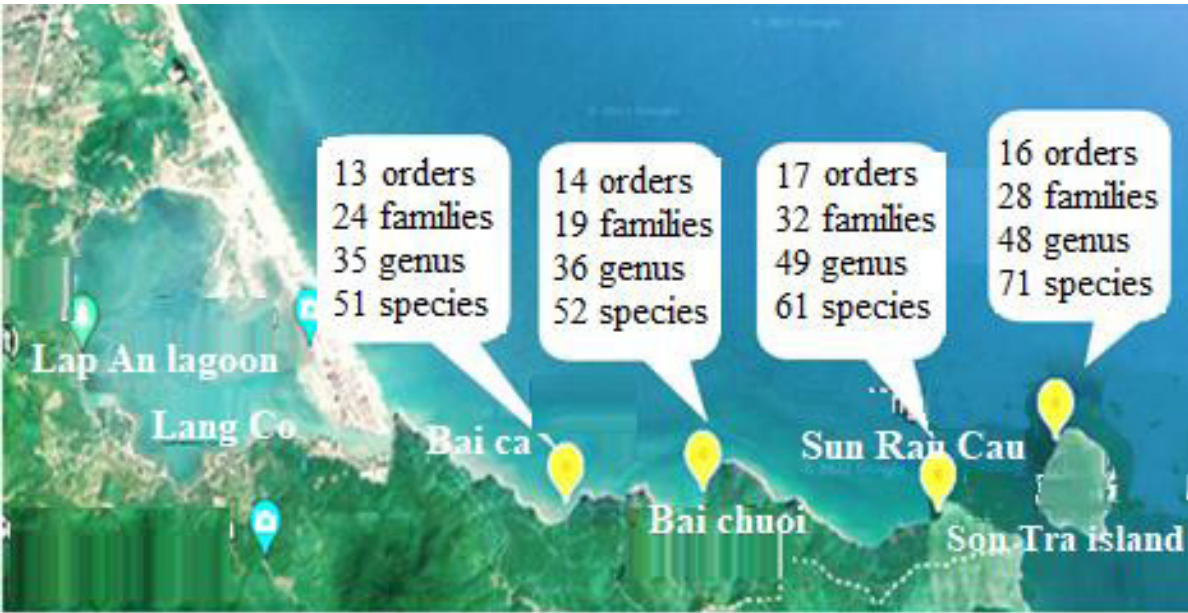 13 orders
24 families
35 genus
51 species
14 orders
19 families
36 genus
52 species
17 orders
32 families
49 genus
61 species
16 orders
28 families
48 genus
71 species
Lap An lagoon
Lang Co
Bai ca
Bai chuoi
Sun Rau Cau
Son Tra island